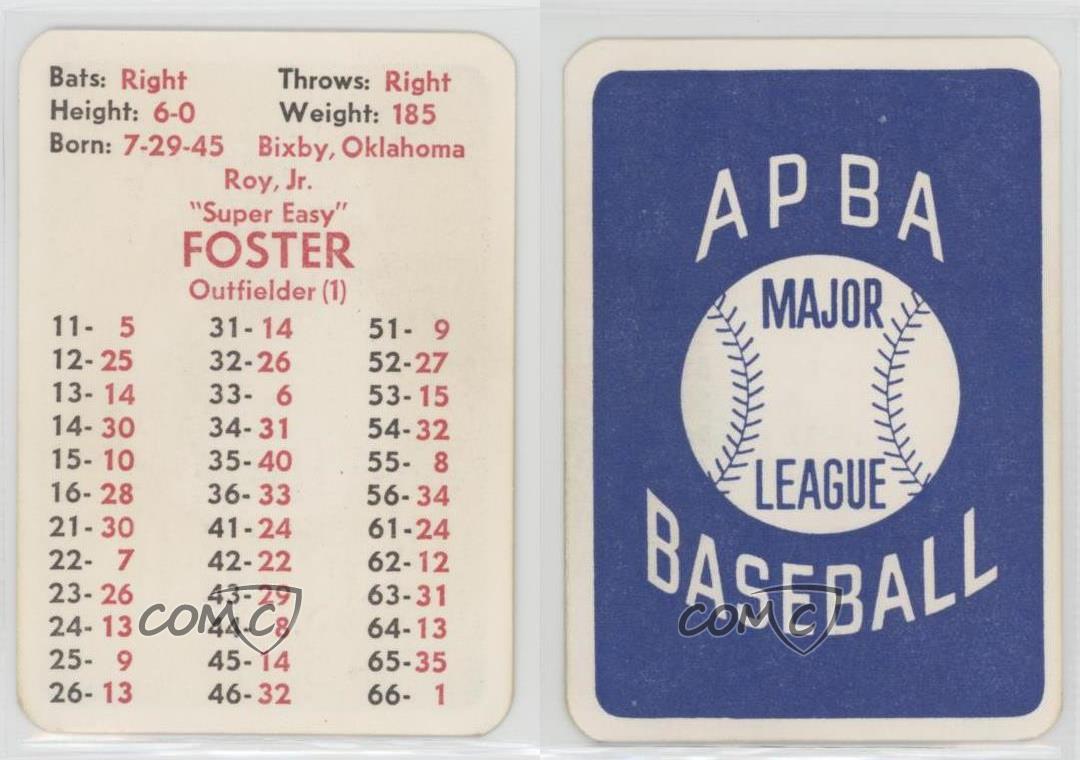 Bats: Right Throws: Right
Height: 6-0 Weight: 185
Born: 7-29-45 Bixby, Oklahoma
Roy, Jr.
"Super Easy"
FOSTER
Outfielder (1)
11- 5 31- 14 51- 9
12- 25 32- 26 52- 27
13- 14 33- 6 53- 15
14- 30 34- 31 54- 32
15- 10 35- 40 55- 8
16- 28 36- 33 56- 34
21- 30 41- 24 61- 24
22- 7 42- 22 62- 12
23- 26 43- 29 63- 31
24- 13 44- 8 64- 13
25- 9 45- 14 65- 35
26- 13 46- 32 66- 1
COMC
APBA
MAJOR
LEAGUE
BASEBALL
COMC